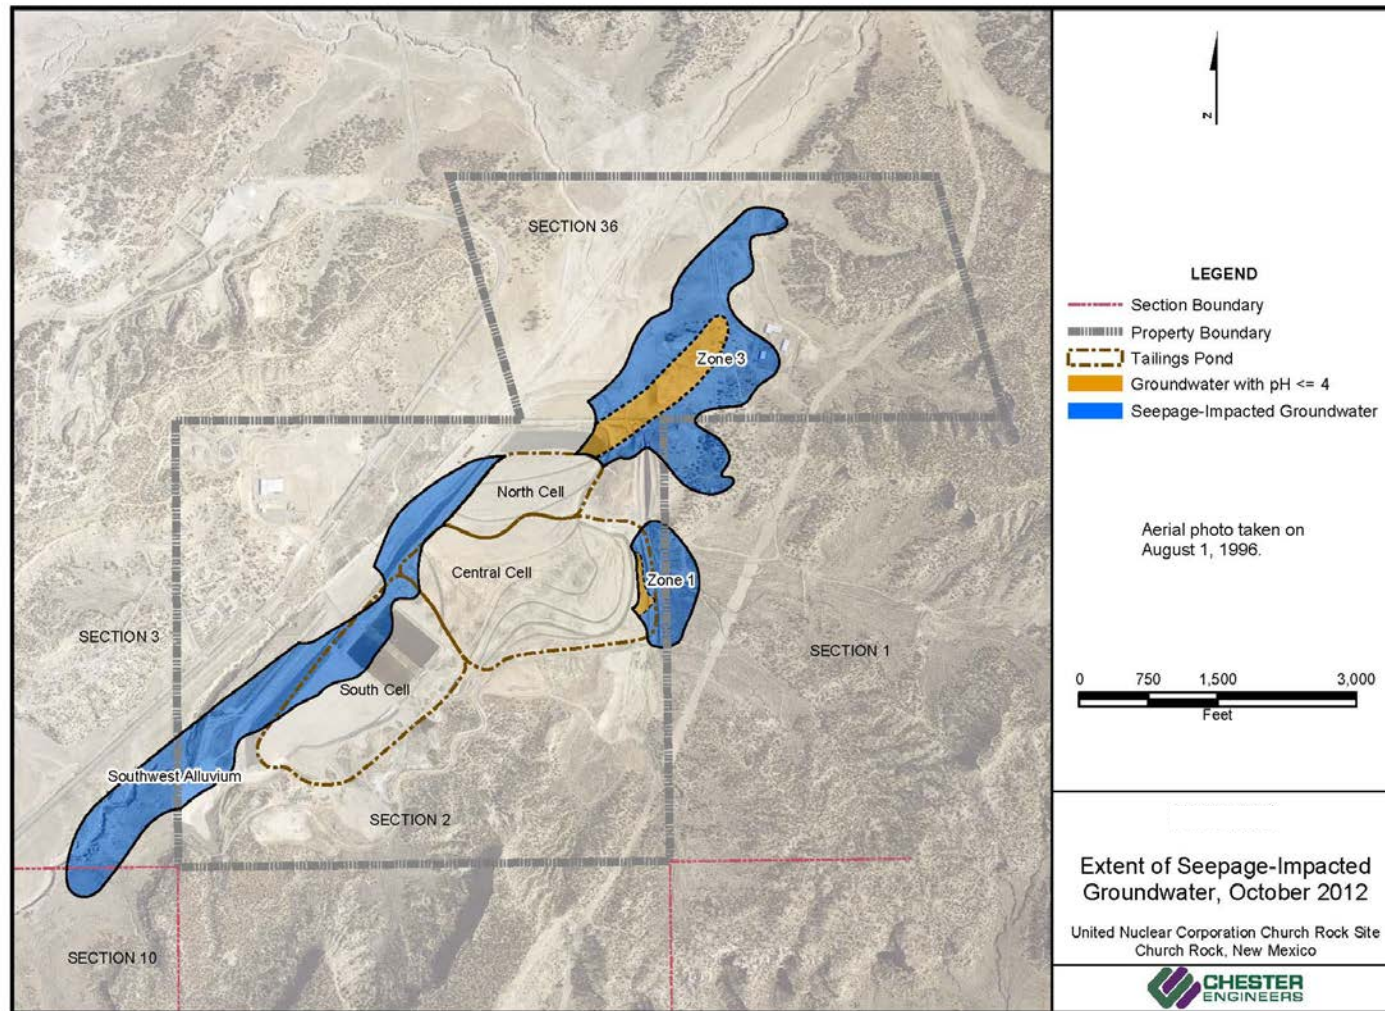 SECTION 36
Zone 3
North Cell
Central Cell
Zone 1
SECTION 3
SECTION 1
South Cell
Southwest Alluvium
SECTION 2
SECTION 10
N
LEGEND
Section Boundary
Property Boundary
Tailings Pond
Groundwater with pH <= 4
Seepage-Impacted Groundwater
Aerial photo taken on
August 1, 1996.
0 750 1,500 3,000
Feet
Extent of Seepage-Impacted
Groundwater, October 2012
United Nuclear Corporation Church Rock Site
Church Rock, New Mexico
CHESTER
ENGINEERS